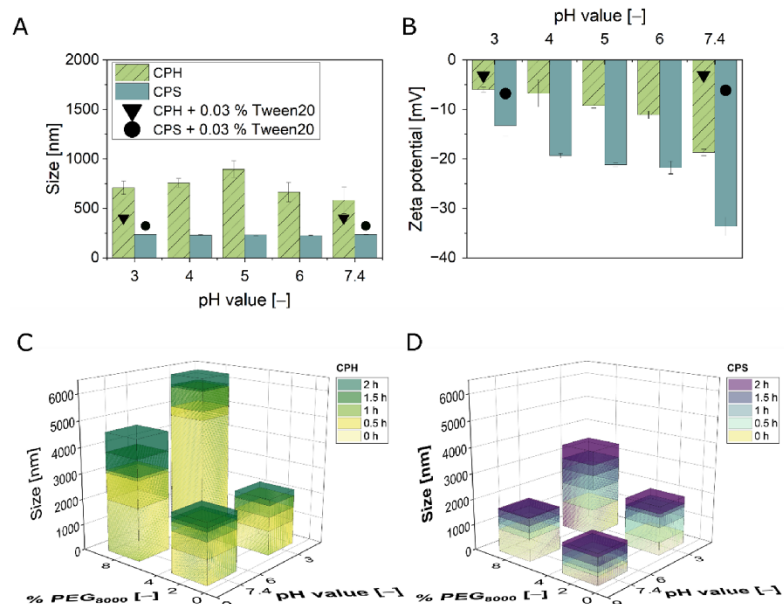 A
2000
1500
1000
500
0
Size [nm]
CPH
CPS
CPH + 0.03 % Tween20
CPS + 0.03 % Tween20
3 4 5 6 7.4
pH value [−]
B
pH value [−]
3 4 5 6 7.4
0
−10
−20
−30
−40
Zeta potential [mV]
C
CPH
2 h
1.5 h
1 h
0.5 h
0 h
6000
5000
4000
3000
2000
1000
0
Size [nm]
8
4
2
0
% PEG₈₀₀₀ [−]
3
6
7.4
pH value [−]
D
CPS
2 h
1.5 h
1 h
0.5 h
0 h
6000
5000
4000
3000
2000
1000
0
Size [nm]
8
4
2
0
% PEG₈₀₀₀ [−]
3
6
7.4
pH value [−]